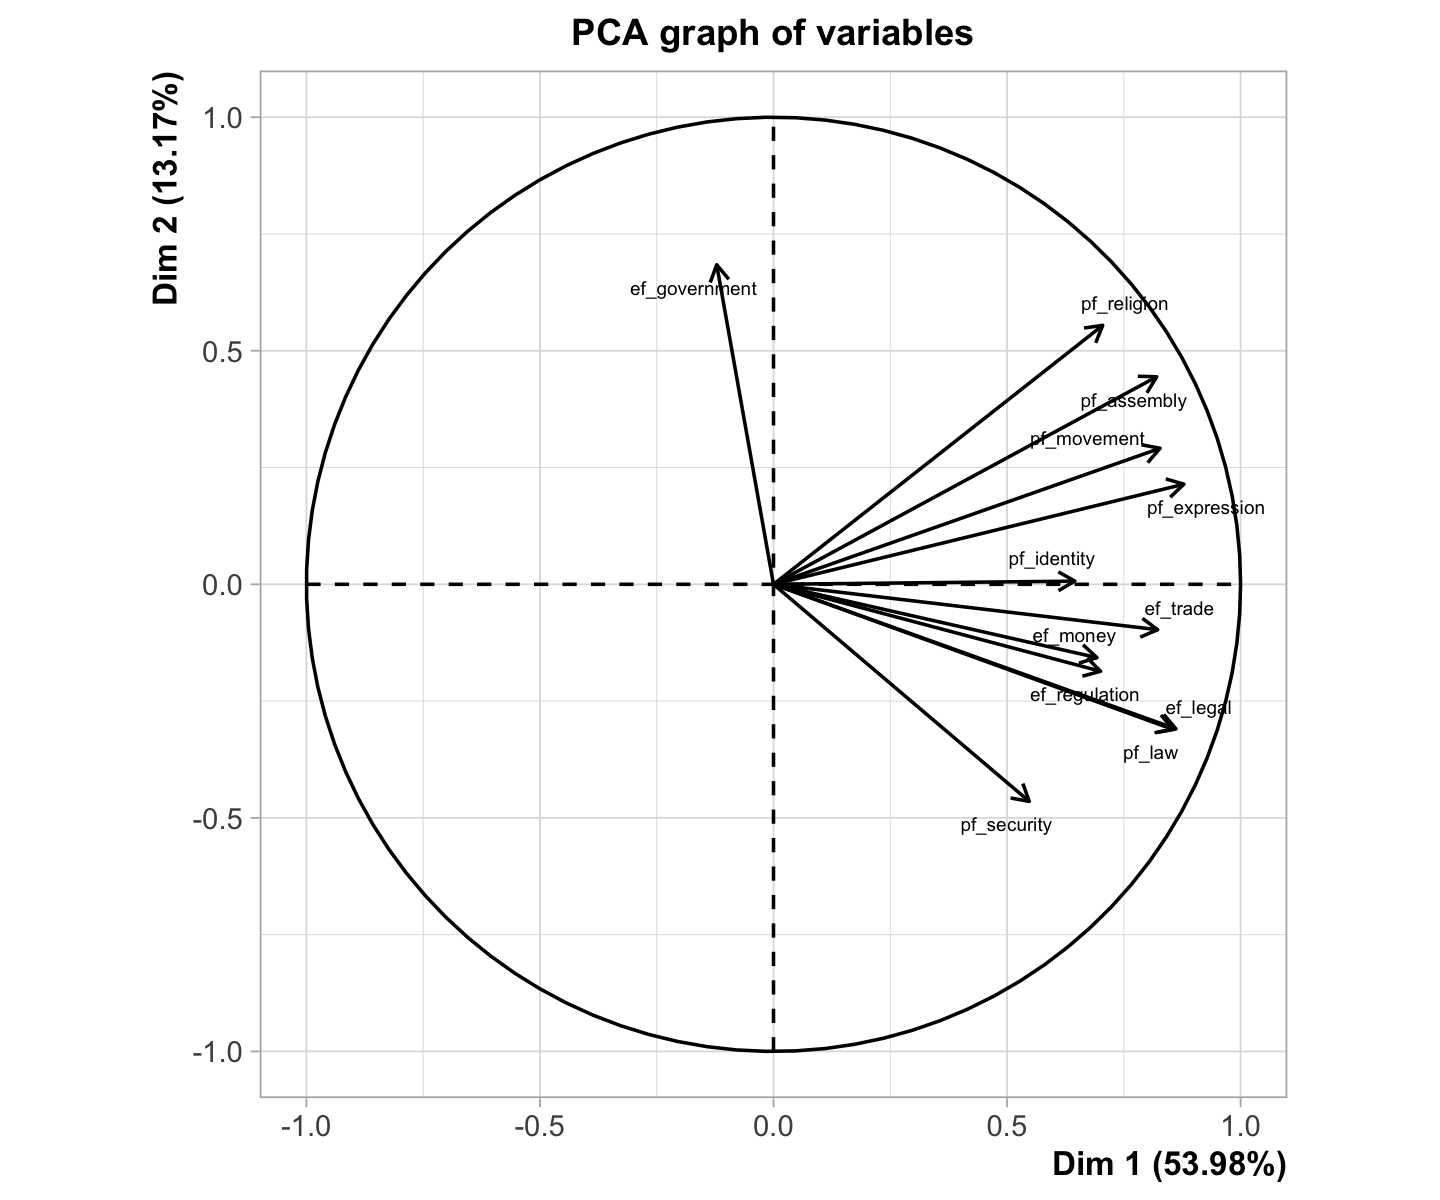 PCA graph of variables
Dim 2 (13.17%)
1.0
0.5
0.0
-0.5
-1.0
ef_government
pf_religion
pf_assembly
pf_movement
pf_expression
pf_identity
ef_trade
ef_money
ef_regulation
ef_legal
pf_law
pf_security
-1.0
-0.5
0.0
0.5
1.0
Dim 1 (53.98%)